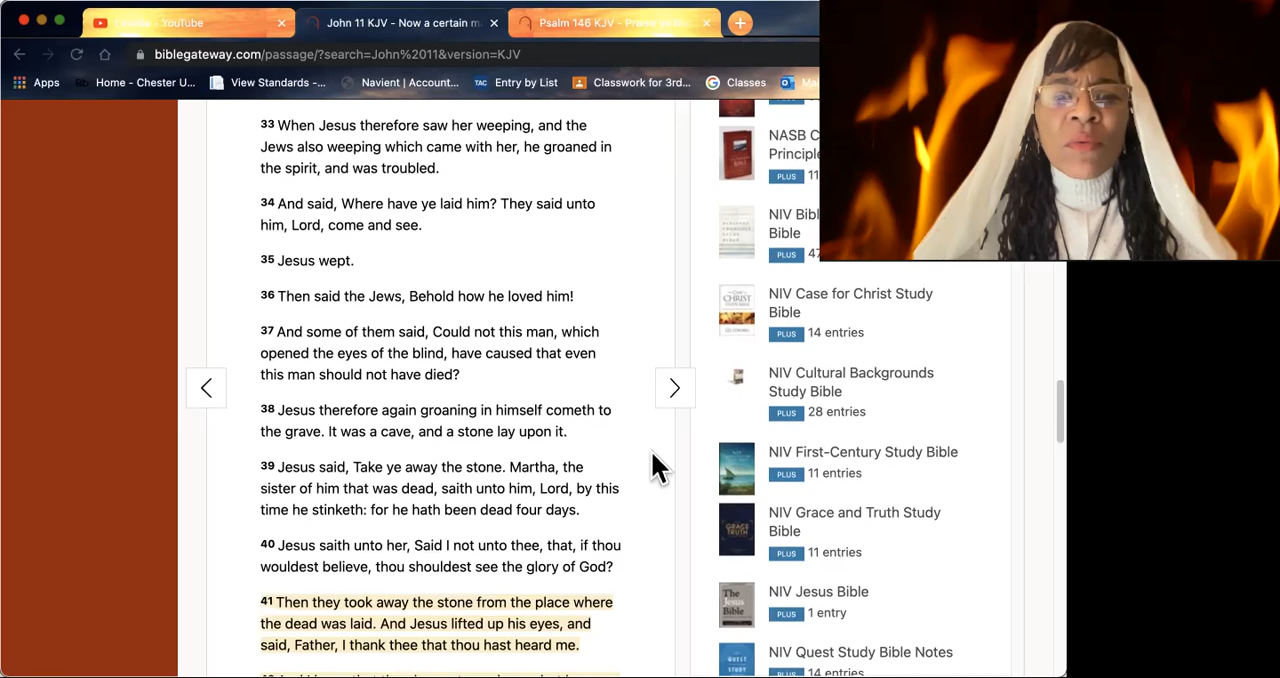 YouTube
John 11 KJV - Now a certain m
Psalm 146 KJV - Praise ye
biblegateway.com/passage/?search=John%2011&version=KJV
Apps
Home - Chester U...
View Standards -...
Navient | Account...
TAC Entry by List
Classwork for 3rd...
Classes
33 When Jesus therefore saw her weeping, and the
Jews also weeping which came with her, he groaned in
the spirit, and was troubled.
34 And said, Where have ye laid him? They said unto
him, Lord, come and see.
35 Jesus wept.
36 Then said the Jews, Behold how he loved him!
37 And some of them said, Could not this man, which
opened the eyes of the blind, have caused that even
this man should not have died?
38 Jesus therefore again groaning in himself cometh to
the grave. It was a cave, and a stone lay upon it.
39 Jesus said, Take ye away the stone. Martha, the
sister of him that was dead, saith unto him, Lord, by this
time he stinketh: for he hath been dead four days.
40 Jesus saith unto her, Said I not unto thee, that, if thou
wouldest believe, thou shouldest see the glory of God?
41 Then they took away the stone from the place where
the dead was laid. And Jesus lifted up his eyes, and
said, Father, I thank thee that thou hast heard me.
NASB C
Principle
PLUS 11
NIV Bibl
Bible
PLUS 47
NIV Case for Christ Study
Bible
PLUS 14 entries
NIV Cultural Backgrounds
Study Bible
PLUS 28 entries
NIV First-Century Study Bible
PLUS 11 entries
NIV Grace and Truth Study
Bible
PLUS 11 entries
The
Jesus
Bible
NIV Jesus Bible
PLUS 1 entry
QUEST
STUDY
NIV Quest Study Bible Notes
PLUS 14 entries